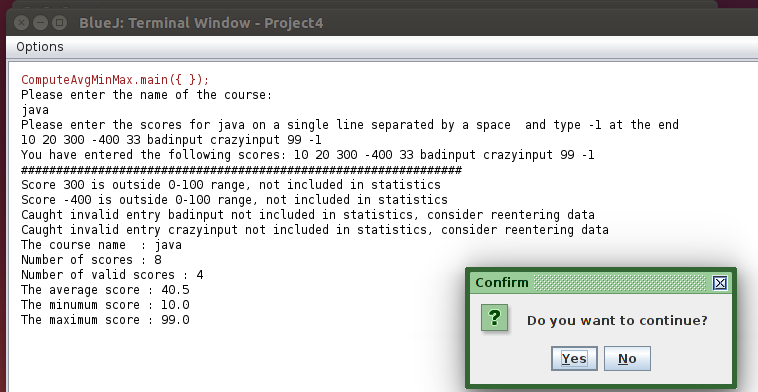 BlueJ: Terminal Window - Project4
Options
ComputeAvgMinMax.main({ });
Please enter the name of the course:
java
Please enter the scores for java on a single line separated by a space  and type -1 at the end
10 20 300 -400 33 badinput crazyinput 99 -1
You have entered the following scores: 10 20 300 -400 33 badinput crazyinput 99 -1
###############################################################
Score 300 is outside 0-100 range, not included in statistics
Score -400 is outside 0-100 range, not included in statistics
Caught invalid entry badinput not included in statistics, consider reentering data
Caught invalid entry crazyinput not included in statistics, consider reentering data
The course name  : java
Number of scores : 8
Number of valid scores : 4
The average score : 40.5
The minumum score : 10.0
The maximum score : 99.0
Confirm
? Do you want to continue?
Yes No